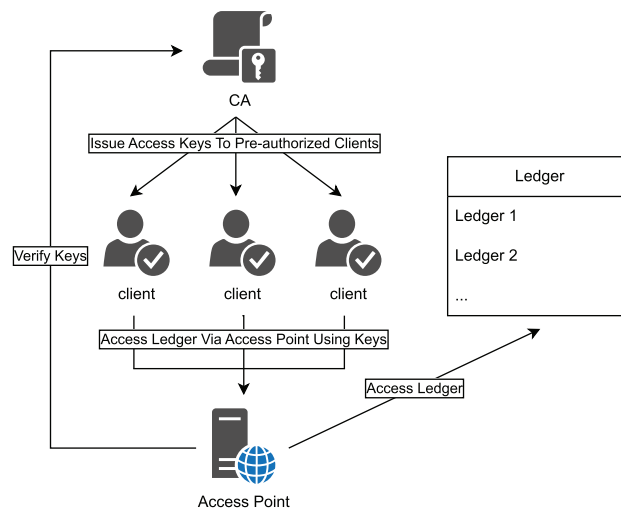 CA
Issue Access Keys To Pre-authorized Clients
Ledger
Ledger 1
Ledger 2
...
Verify Keys
client
client
client
Access Ledger Via Access Point Using Keys
Access Ledger
Access Point